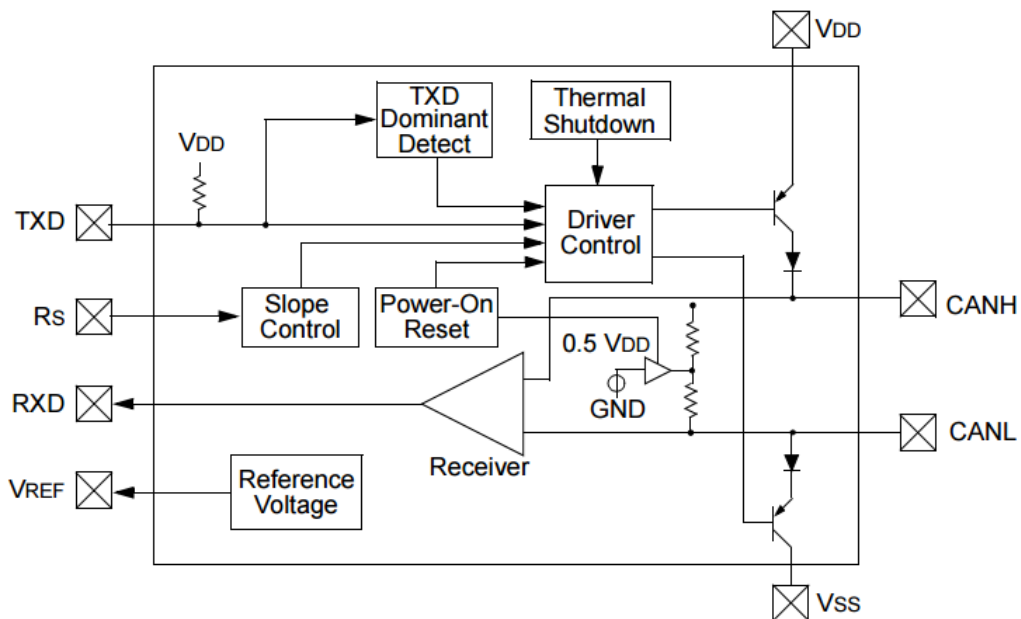 VDD
TXD
Dominant
Detect
Thermal
Shutdown
VDD
TXD
Driver
Control
RS
Slope
Control
Power-On
Reset
CANH
0.5 VDD
GND
RXD
CANL
Receiver
VREF
Reference
Voltage
VSS